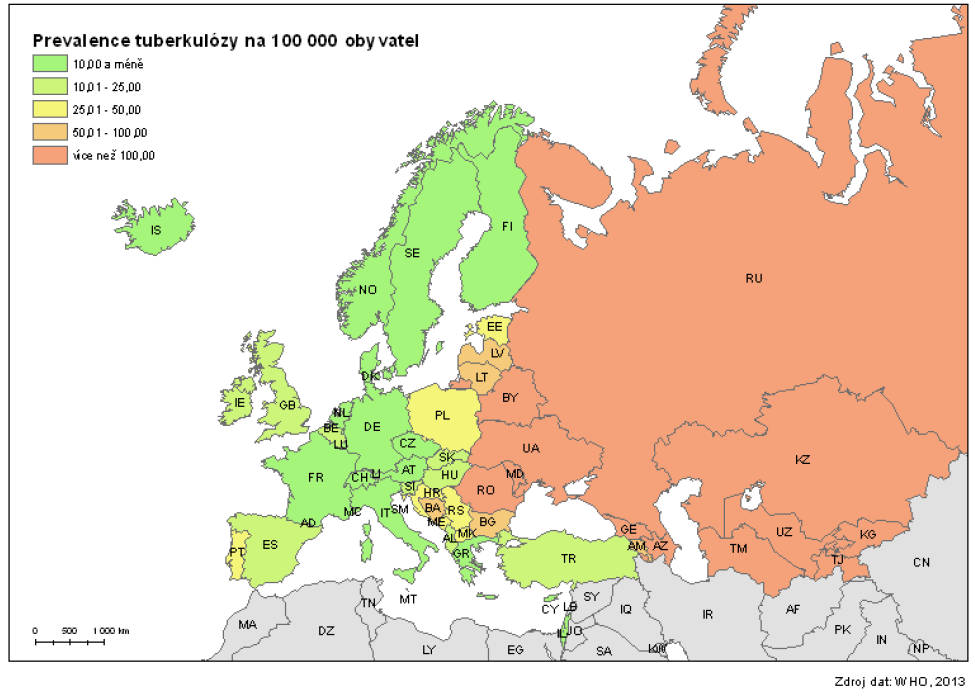 Prevalence tuberkulózy na 100 000 obyvatel
10,00 a méně
10,01 - 25,00
25,01 - 50,00
50,01 - 100,00
více než 100,00
IS
FI
SE
NO
RU
EE
LV
LT
DK
BY
IE
GB
NL
PL
BE
DE
LU
CZ
UA
SK
KZ
FR
CH
LI
AT
HU
MD
SI
RO
HR
MC
IT
SM
BA
RS
AD
ME
BG
GE
UZ
KG
ES
PT
AL
MK
AM
AZ
TM
TJ
GR
TR
CN
MT
CY
LB
SY
TN
IQ
IR
AF
MA
DZ
IL
JO
PK
IN
LY
EG
SA
KW
NP
0 500 1 000 km
Zdroj dat: WHO, 2013